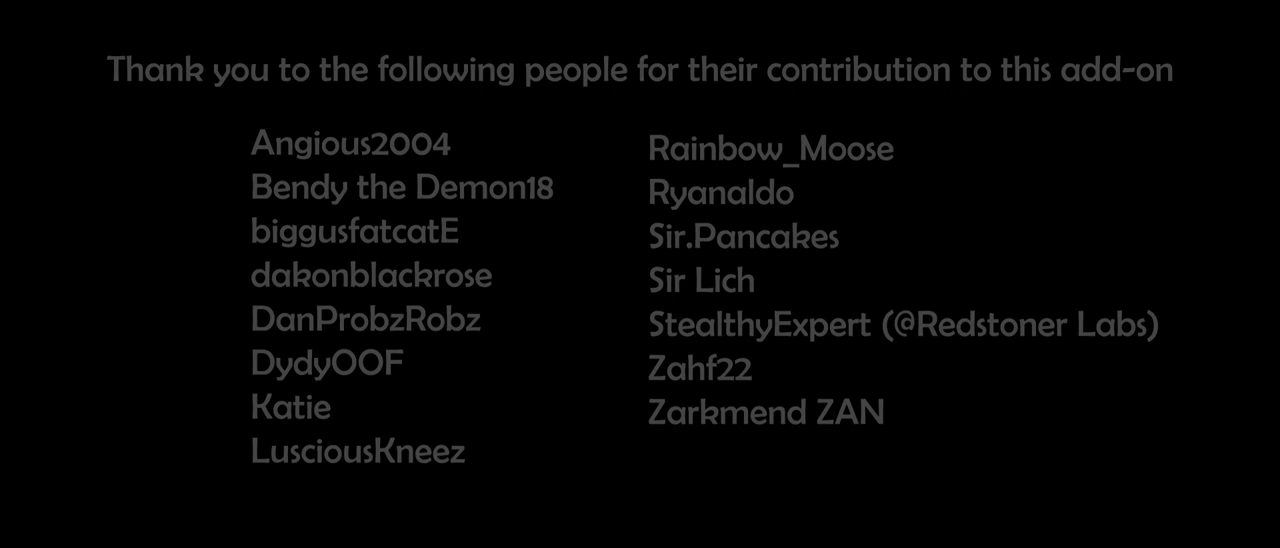 Thank you to the following people for their contribution to this add-on
Angious2004
Bendy the Demon18
biggusfatcatE
dakonblackrose
DanProbzRobz
DydyOOF
Katie
LusciousKneez
Rainbow_Moose
Ryanaldo
Sir.Pancakes
Sir Lich
StealthyExpert (@Redstoner Labs)
Zahf22
Zarkmend ZAN